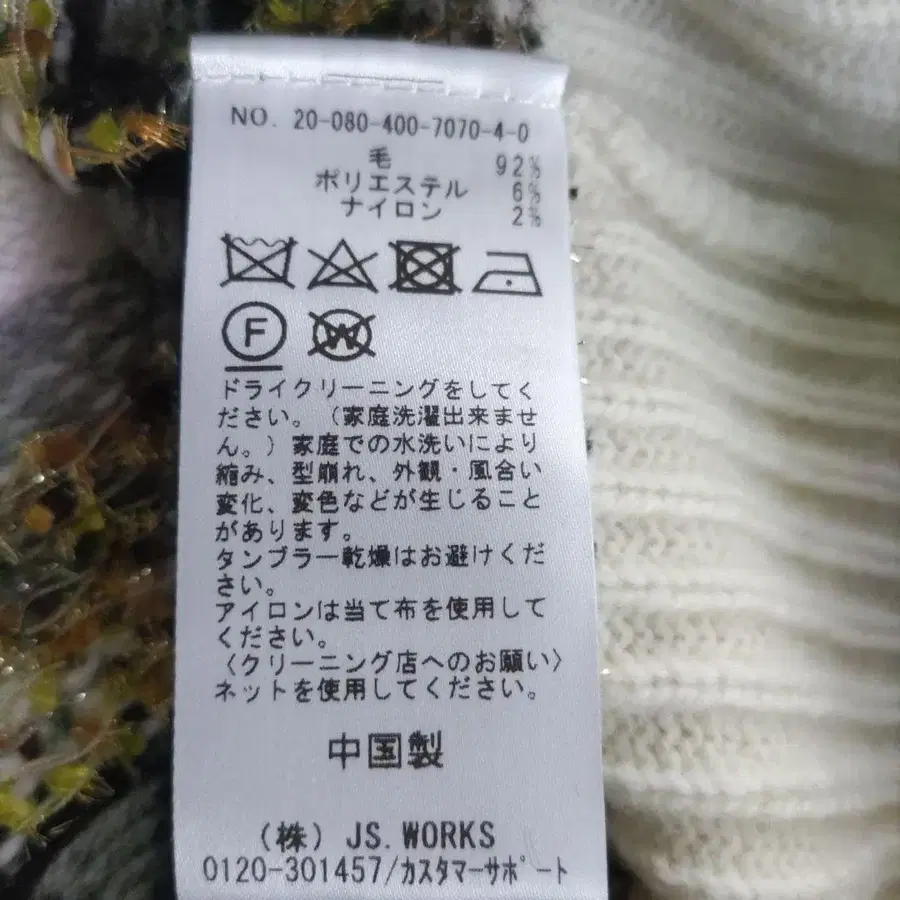 NO. 20-080-400-7070-4-0
毛 92%
ポリエステル 6%
ナイロン 2%
F W
ドライクリーニングをしてく
ださい。(家庭洗濯出来ませ
ん。)家庭での水洗いにより
縮み、型崩れ、外観・風合い
変化、変色などが生じること
があります。
タンブラー乾燥はお避けくだ
さい。
アイロンは当て布を使用して
ください。
〈クリーニング店へのお願い〉
ネットを使用してください。
中国製
(株) JS.WORKS
0120-301457/カスタマーサポート